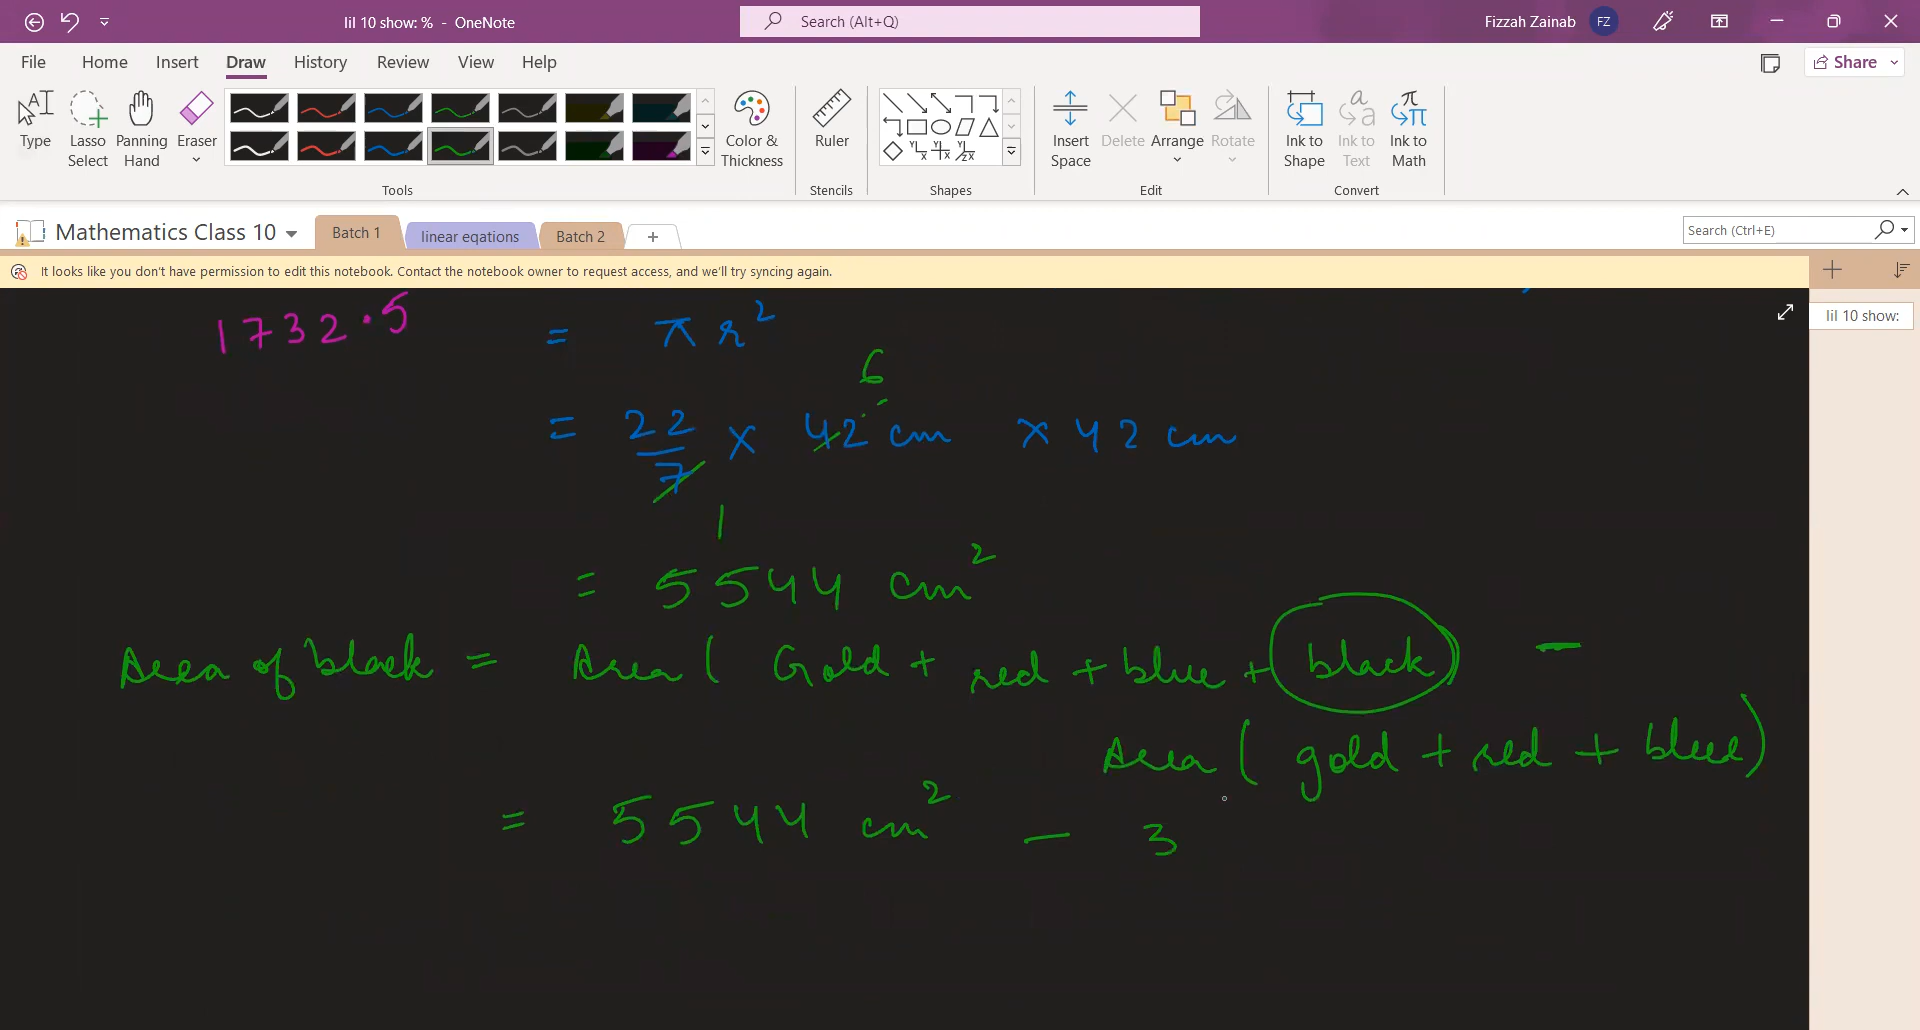 lil 10 show: % - OneNote
Search (Alt+Q)
Fizzah Zainab FZ
File Home Insert Draw History Review View Help
Share
Type
Lasso Select
Panning Hand
Eraser
Color & Thickness
Ruler
Insert Space
Delete
Arrange
Rotate
Ink to Shape
Ink to Text
Ink to Math
Tools
Stencils
Shapes
Edit
Convert
Mathematics Class 10
Batch 1
linear eqations
Batch 2
Search (Ctrl+E)
It looks like you don't have permission to edit this notebook. Contact the notebook owner to request access, and we'll try syncing again.
lil 10 show:
1732.5
= π r²
6
= 22/7 × 42 cm × 42 cm
1
= 5544 cm²
Area of black = Area ( Gold + red + blue + black) -
Area ( gold + red + blue)
= 5544 cm² - 3